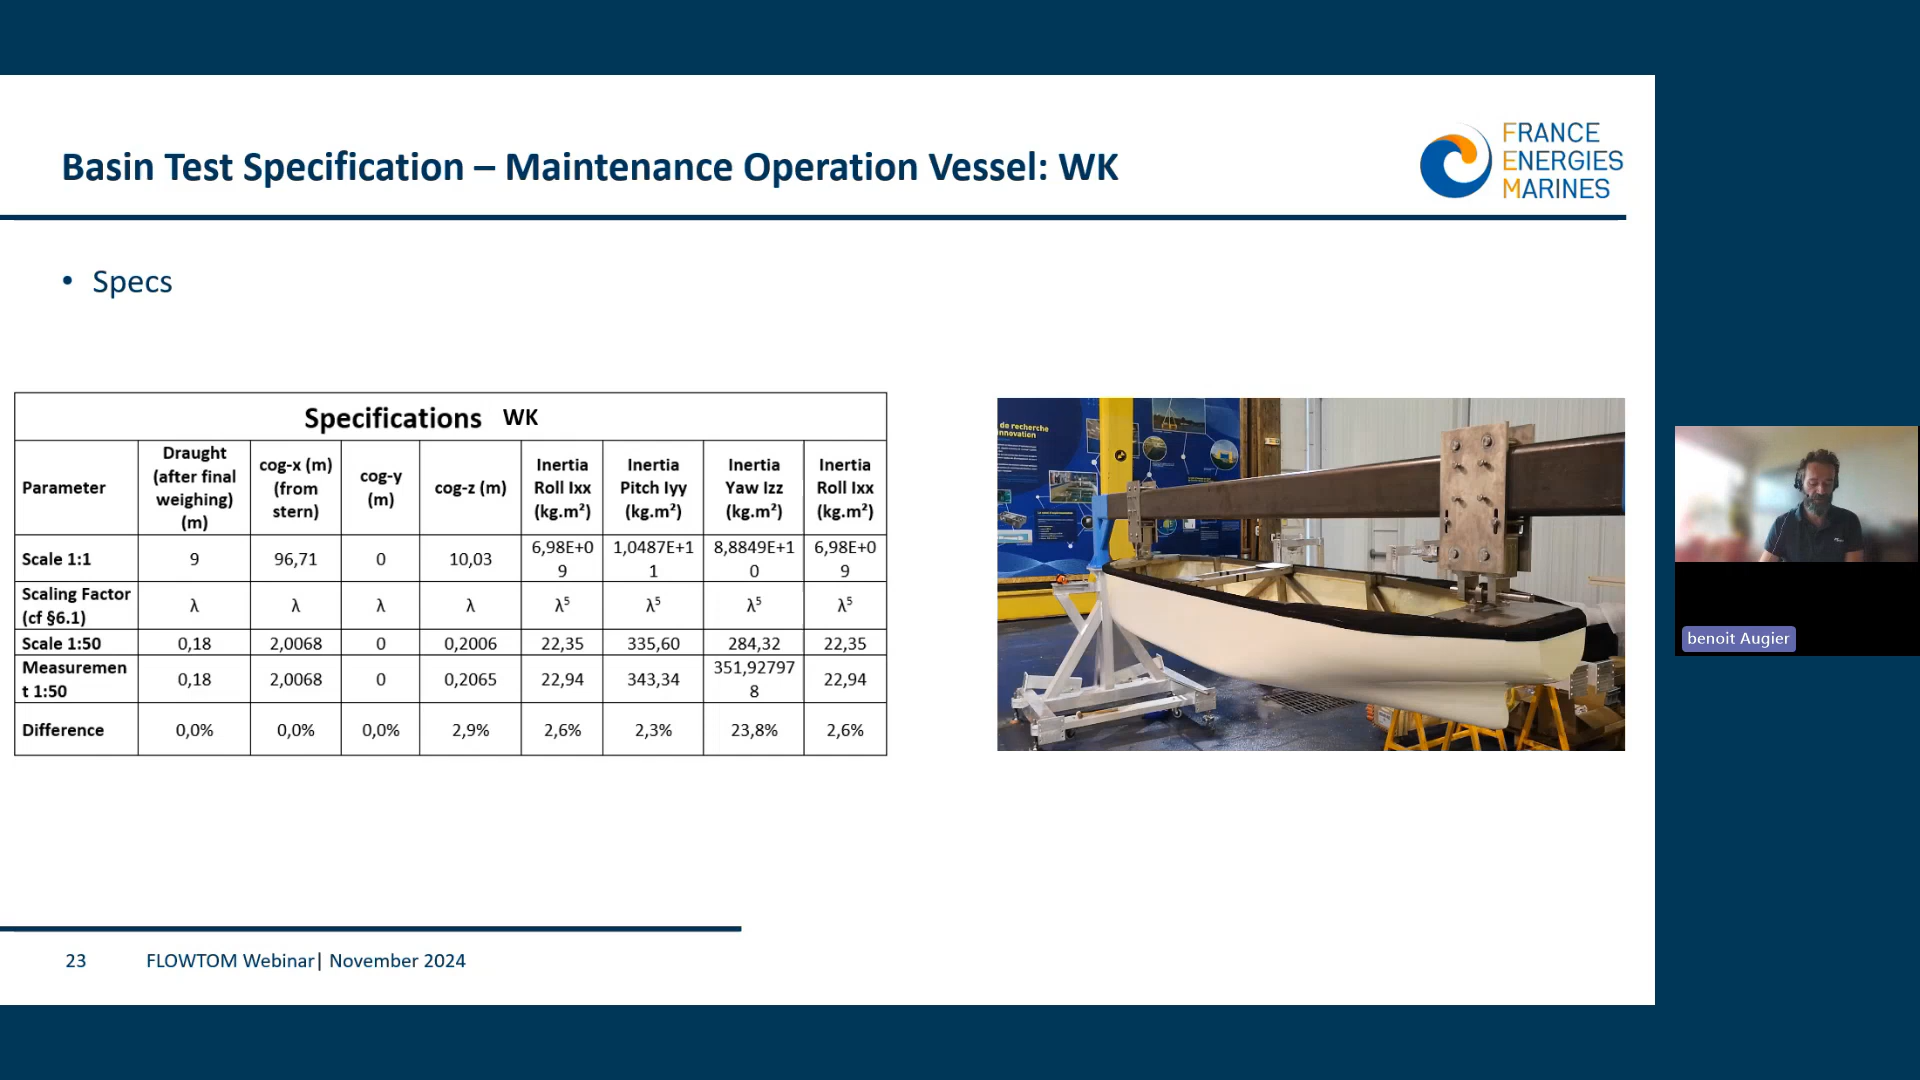 Basin Test Specification – Maintenance Operation Vessel: WK
FRANCE
ENERGIES
MARINES
• Specs
Specifications WK
Parameter
Draught
(after final
weighing)
(m)
cog-x (m)
(from
stern)
cog-y
(m)
cog-z (m)
Inertia
Roll Ixx
(kg.m²)
Inertia
Pitch Iyy
(kg.m²)
Inertia
Yaw Izz
(kg.m²)
Inertia
Roll Ixx
(kg.m²)
Scale 1:1
9
96,71
0
10,03
6,98E+0
9
1,0487E+1
1
8,8849E+1
0
6,98E+0
9
Scaling Factor
(cf §6.1)
λ
λ
λ
λ
λ⁵
λ⁵
λ⁵
λ⁵
Scale 1:50
0,18
2,0068
0
0,2006
22,35
335,60
284,32
22,35
Measuremen
t 1:50
0,18
2,0068
0
0,2065
22,94
343,34
351,92797
8
22,94
Difference
0,0%
0,0%
0,0%
2,9%
2,6%
2,3%
23,8%
2,6%
de recherche
innovation
benoit Augier
23
FLOWTOM Webinar| November 2024